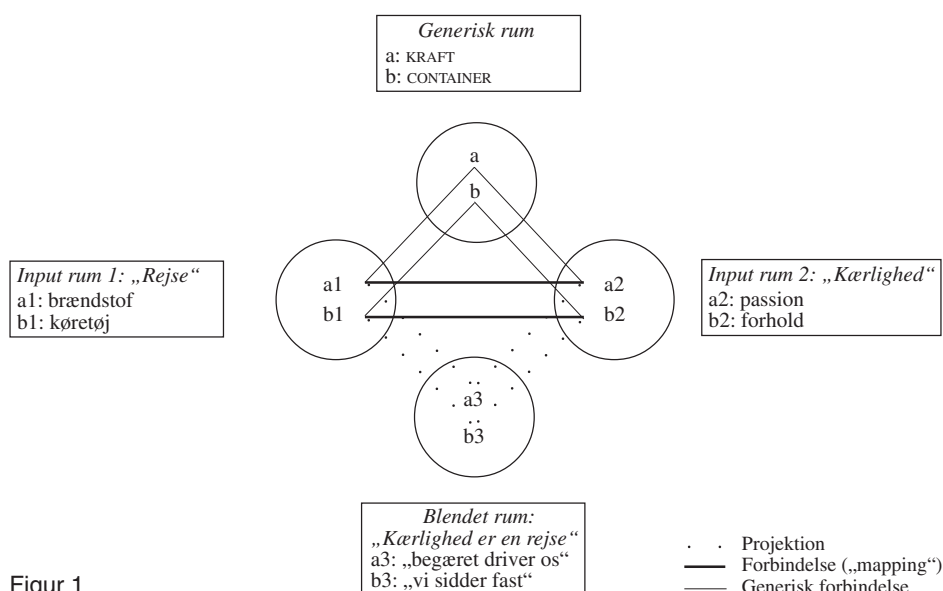 Generisk rum
a: KRAFT
b: CONTAINER
a
b
Input rum 1: „Rejse“
a1: brændstof
b1: køretøj
a1
b1
a2
b2
Input rum 2: „Kærlighed“
a2: passion
b2: forhold
a3
b3
Blendet rum:
„Kærlighed er en rejse“
a3: „begæret driver os“
b3: „vi sidder fast“
Projektion
Forbindelse („mapping“)
Generisk forbindelse
Figur 1